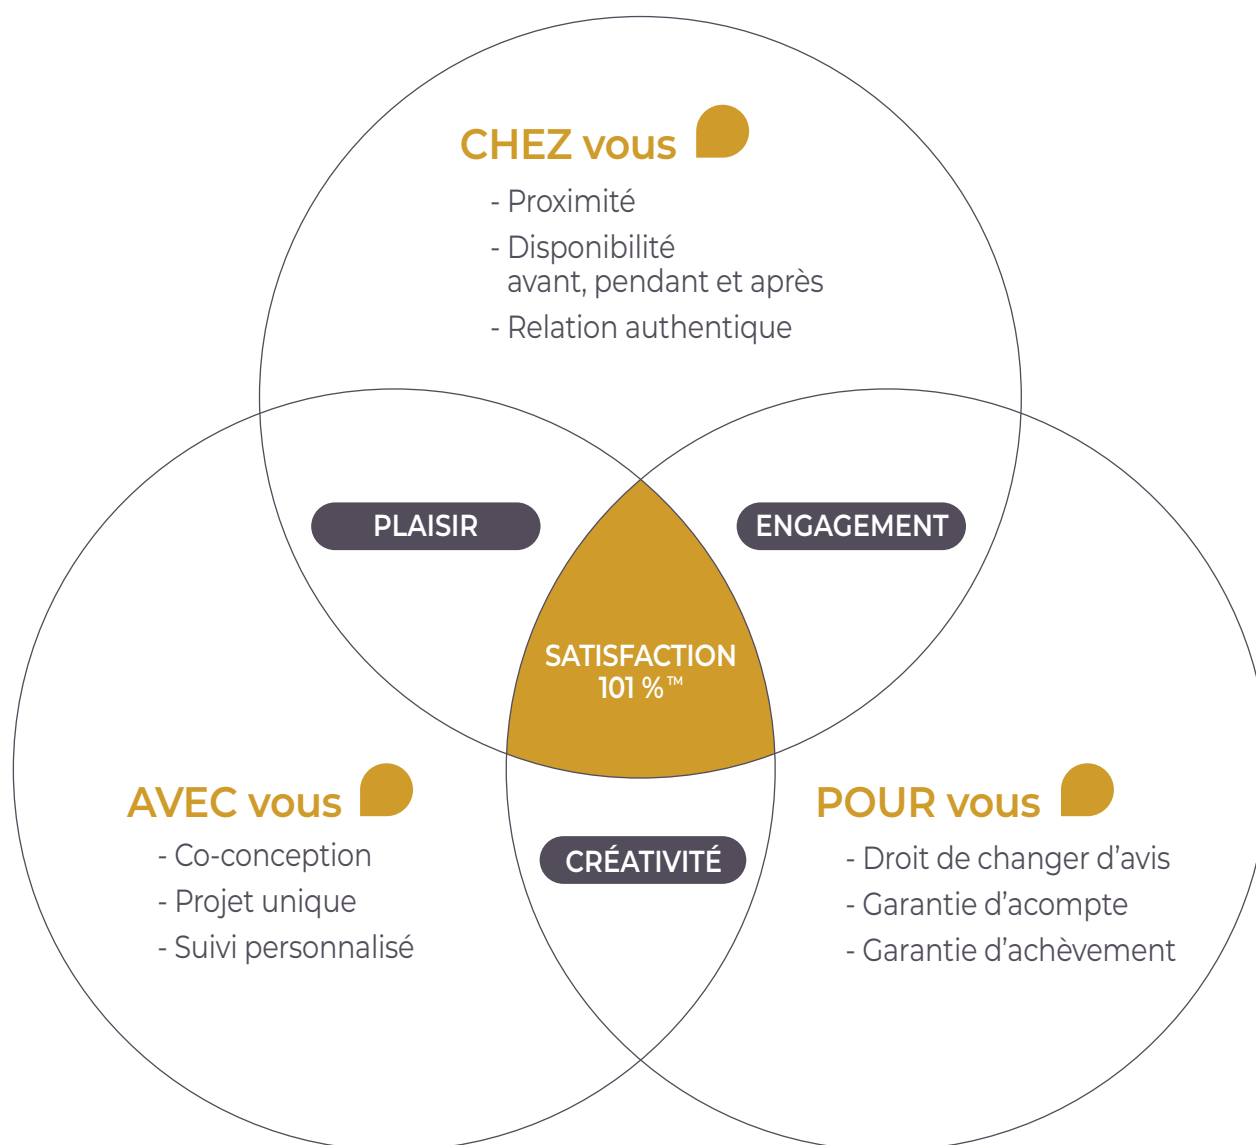 CHEZ vous
- Proximité
- Disponibilité
avant, pendant et après
- Relation authentique
PLAISIR
ENGAGEMENT
SATISFACTION
101 %™
AVEC vous
- Co-conception
- Projet unique
- Suivi personnalisé
CRÉATIVITÉ
POUR vous
- Droit de changer d’avis
- Garantie d’acompte
- Garantie d’achèvement